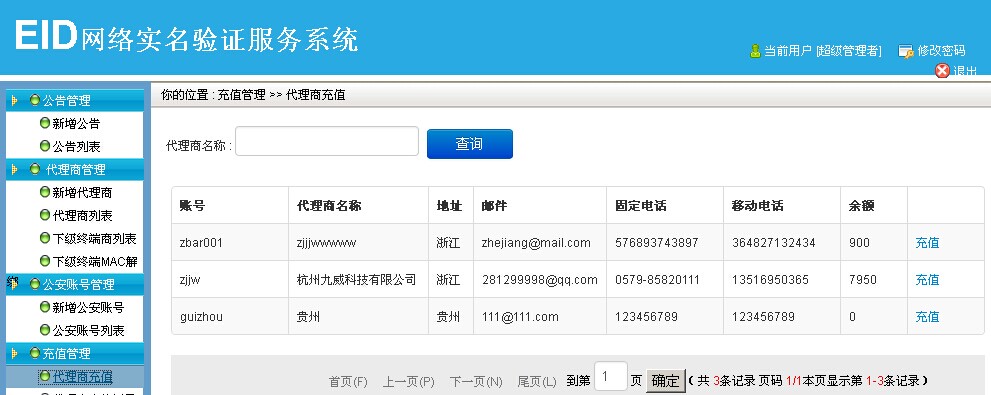 EID网络实名验证服务系统
当前用户 [超级管理者] 修改密码
退出
公告管理
新增公告
公告列表
代理商管理
新增代理商
代理商列表
下级终端商列表
下级终端MAC解
绑
公安账号管理
新增公安账号
公安账号列表
充值管理
代理商充值
你的位置 : 充值管理 >> 代理商充值
代理商名称 : 查询
账号 代理商名称 地址 邮件 固定电话 移动电话 余额
zbar001 zjjjwwwww 浙江 zhejiang@mail.com 576893743897 364827132434 900 充值
zjjw 杭州九威科技有限公司 浙江 281299998@qq.com 0579-85820111 13516950365 7950 充值
guizhou 贵州 贵州 111@111.com 123456789 123456789 0 充值
首页(F) 上一页(P) 下一页(N) 尾页(L) 到第 1 页 确定 ( 共 3条记录 页码 1/1本页显示第 1-3条记录 )